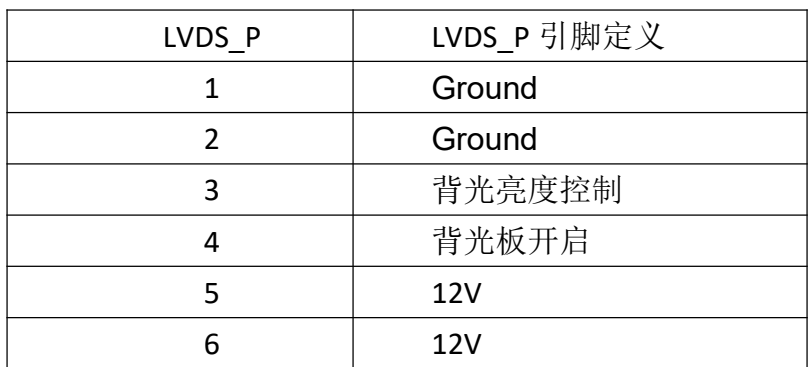 LVDS_P LVDS_P 引脚定义
1 Ground
2 Ground
3 背光亮度控制
4 背光板开启
5 12V
6 12V